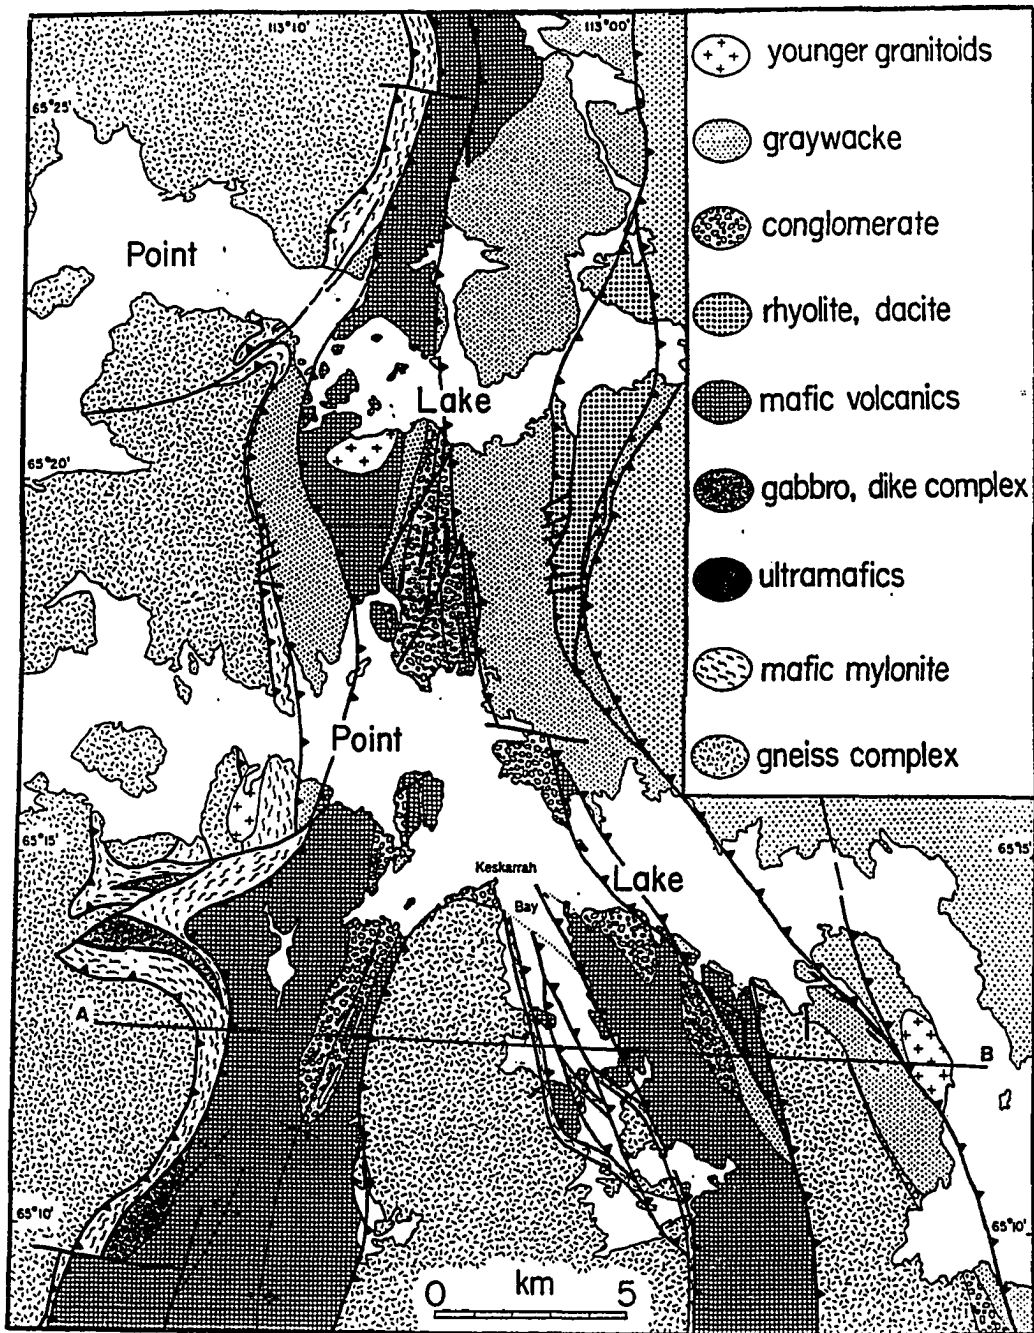 113°10'
113°00'
65°25'
Point
Lake
65°20'
Point
65°15'
65°15'
Keskarrah
Bay
Lake
A
B
65°10'
65°10'
km
0 5
younger granitoids
graywacke
conglomerate
rhyolite, dacite
mafic volcanics
gabbro, dike complex
ultramafics
mafic mylonite
gneiss complex